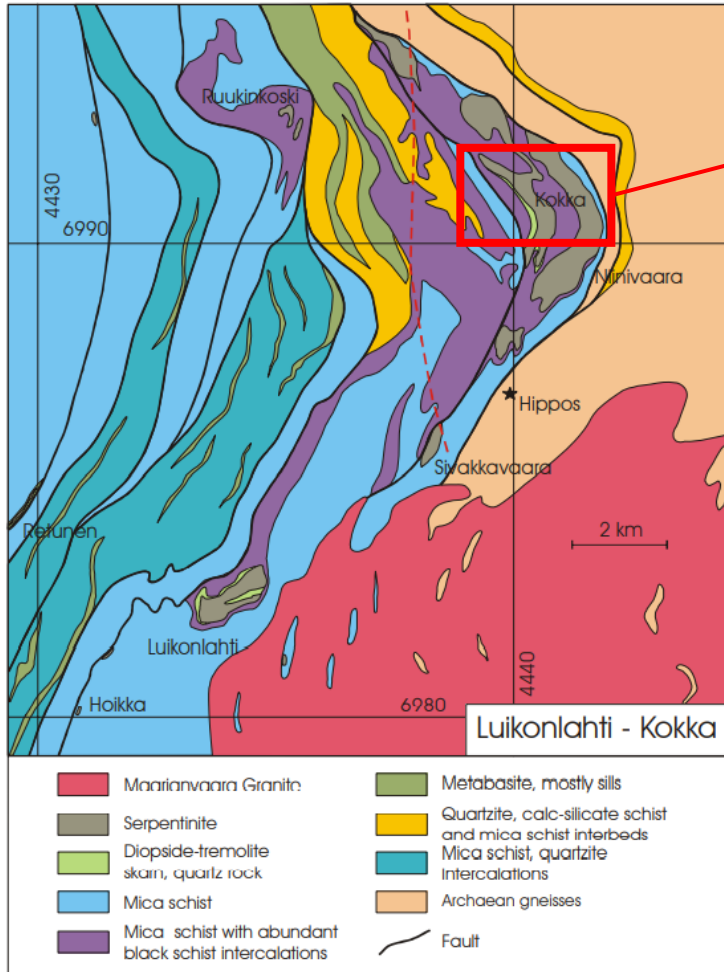 Ruukinkoski
4430
6990
Kokka
Niinivaara
Hippos
Sivakkavaara
2 km
Retunen
Luikonlahti
4440
Hoikka
6980
Luikonlahti - Kokka
Maarianvaara Granite
Metabasite, mostly sills
Serpentinite
Quartzite, calc-silicate schist
and mica schist interbeds
Diopside-tremolite
skarn, quartz rock
Mica schist, quartzite
Intercalations
Mica schist
Archaean gneisses
Mica schist with abundant
black schist intercalations
Fault